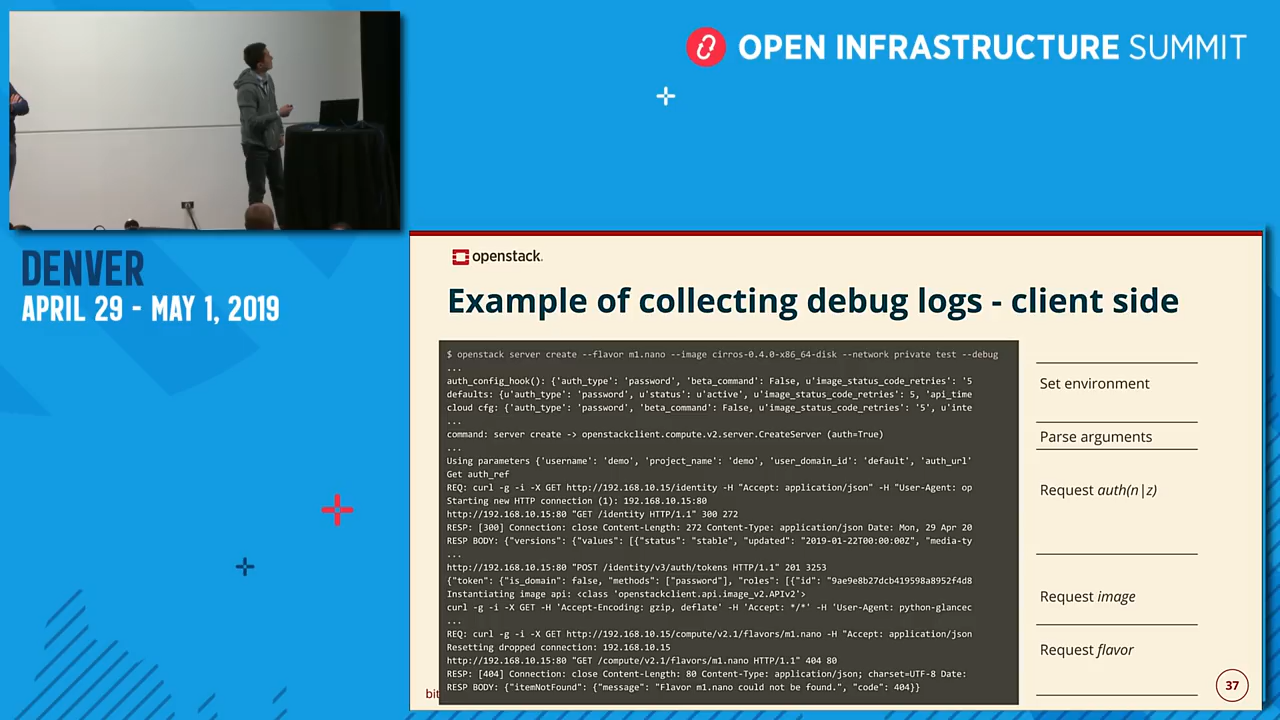 OPEN INFRASTRUCTURE SUMMIT
DENVER
APRIL 29 - MAY 1, 2019
openstack.
Example of collecting debug logs - client side
$ openstack server create --flavor m1.nano --image cirros-0.4.0-x86_64-disk --network private test --debug
...
auth_config_hook(): {'auth_type': 'password', 'beta_command': False, u'image_status_code_retries': '5
defaults: {u'auth_type': 'password', u'status': u'active', u'image_status_code_retries': 5, 'api_time
cloud cfg: {'auth_type': 'password', 'beta_command': False, u'image_status_code_retries': '5', u'inte
...
command: server create -> openstackclient.compute.v2.server.CreateServer (auth=True)
...
Using parameters {'username': 'demo', 'project_name': 'demo', 'user_domain_id': 'default', 'auth_url'
Get auth_ref
REQ: curl -g -i -X GET http://192.168.10.15/identity -H "Accept: application/json" -H "User-Agent: op
Starting new HTTP connection (1): 192.168.10.15:80
http://192.168.10.15:80 "GET /identity HTTP/1.1" 300 272
RESP: [300] Connection: close Content-Length: 272 Content-Type: application/json Date: Mon, 29 Apr 20
RESP BODY: {"versions": {"values": [{"status": "stable", "updated": "2019-01-22T00:00:00Z", "media-ty
...
http://192.168.10.15:80 "POST /identity/v3/auth/tokens HTTP/1.1" 201 3253
{"token": {"is_domain": false, "methods": ["password"], "roles": [{"id": "9ae9e8b27dcb419598a8952f4d8
Instantiating image api: <class 'openstackclient.api.image_v2.APIv2'>
curl -g -i -X GET -H 'Accept-Encoding: gzip, deflate' -H 'Accept: */*' -H 'User-Agent: python-glancec
...
REQ: curl -g -i -X GET http://192.168.10.15/compute/v2.1/flavors/m1.nano -H "Accept: application/json
Resetting dropped connection: 192.168.10.15
http://192.168.10.15:80 "GET /compute/v2.1/flavors/m1.nano HTTP/1.1" 404 80
RESP: [404] Connection: close Content-Length: 80 Content-Type: application/json; charset=UTF-8 Date:
RESP BODY: {"itemNotFound": {"message": "Flavor m1.nano could not be found.", "code": 404}}
Set environment
Parse arguments
Request auth(n|z)
Request image
Request flavor
bit
37